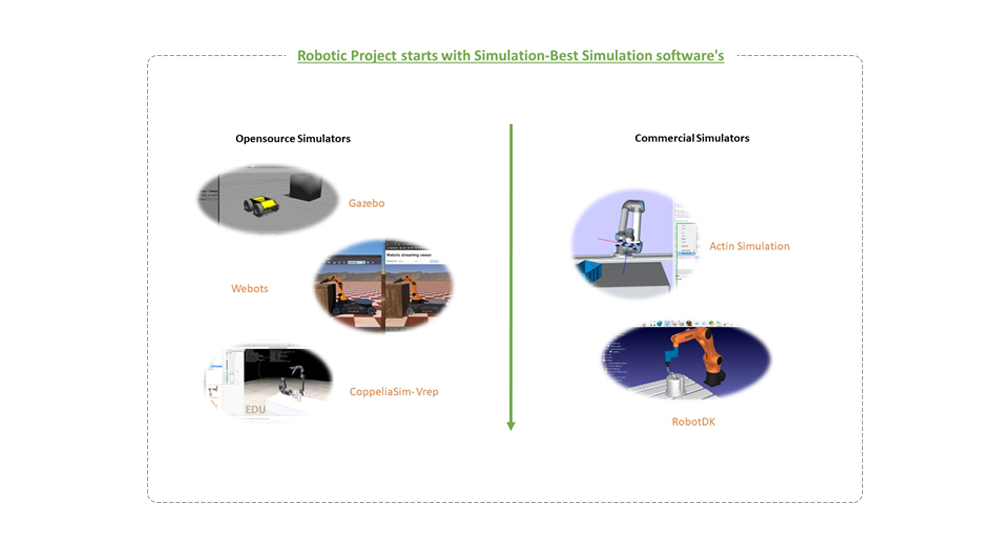 Robotic Project starts with Simulation-Best Simulation software's
Opensource Simulators
Commercial Simulators
Gazebo
Actin Simulation
Webots streaming viewer
Webots
CoppeliaSim-Vrep
EDU
RobotDK